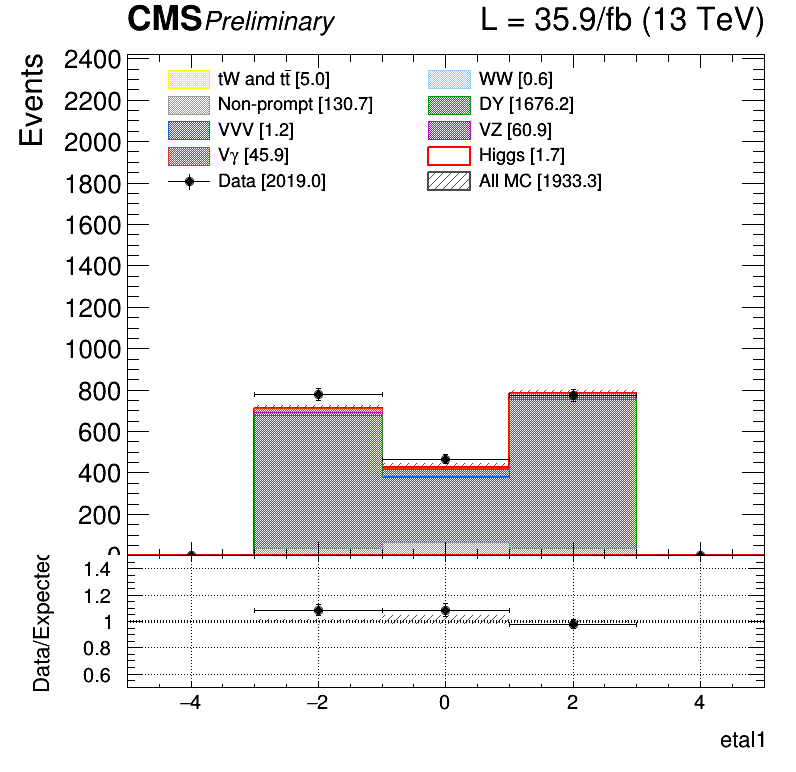 CMS Preliminary L = 35.9/fb (13 TeV)
Events
2400
2200
2000
1800
1600
1400
1200
1000
800
600
400
200
0
tW and tt̄ [5.0] WW [0.6]
Non-prompt [130.7] DY [1676.2]
VVV [1.2] VZ [60.9]
Vγ [45.9] Higgs [1.7]
Data [2019.0] All MC [1933.3]
Data/Expected
1.4
1.2
1
0.8
0.6
−4 −2 0 2 4
etal1